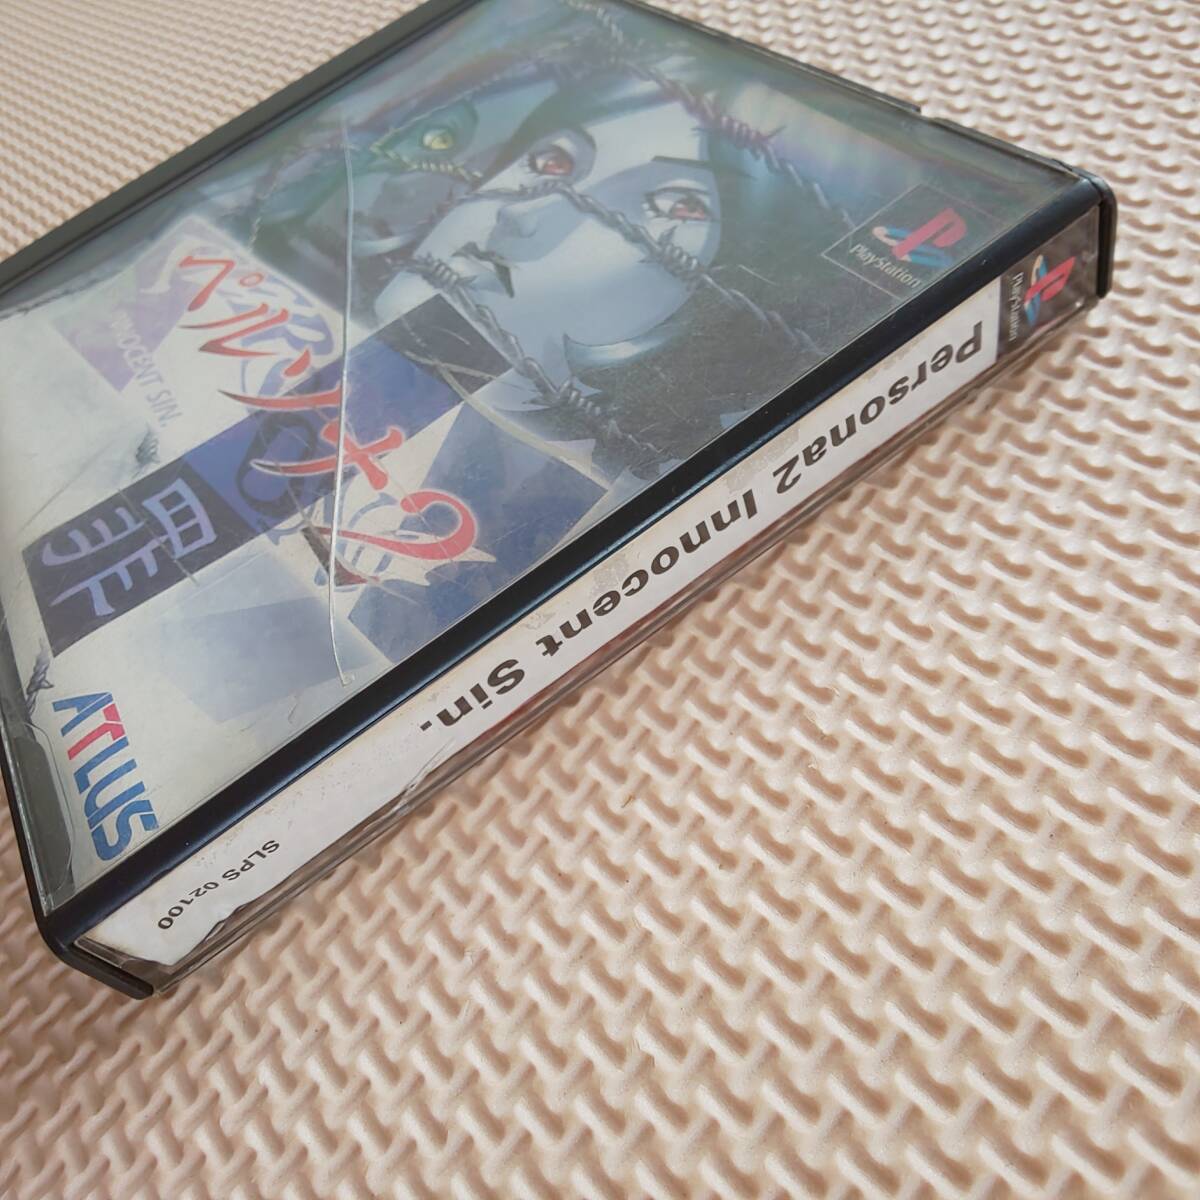 PlayStation
ペルソナ2
INNOCENT SIN.
罪
ATLUS
PlayStation
Persona2 Innocent Sin.
SLPS 02100